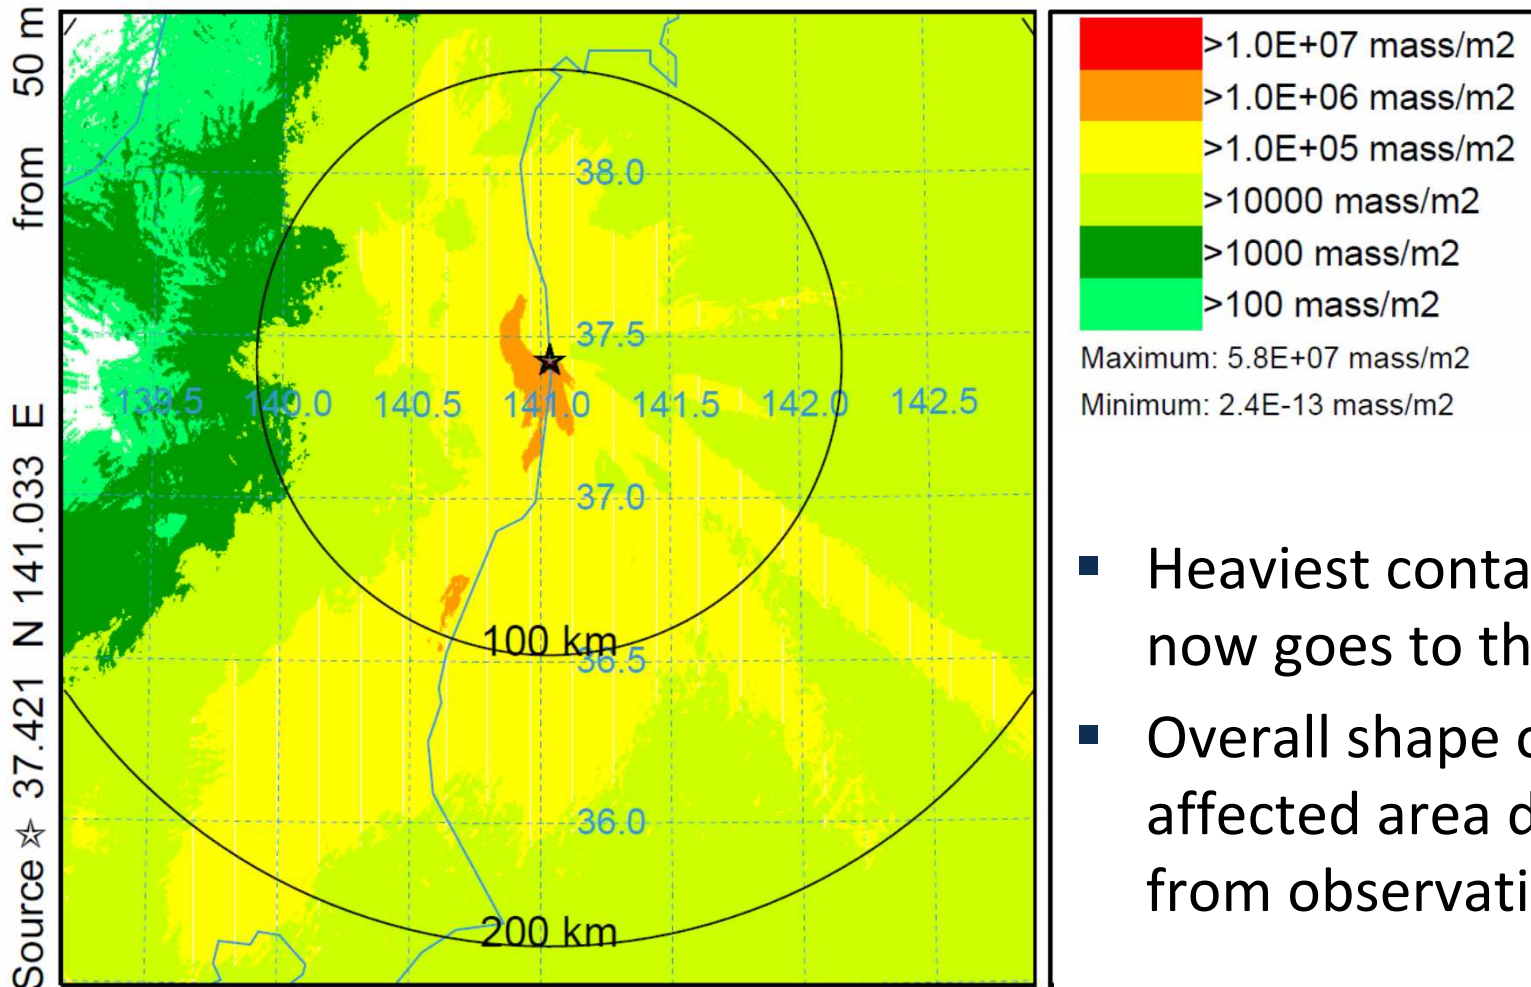 Source ☆ 37.421 N 141.033 E from 50 m
38.0
37.5
139.5 140.0 140.5 141.0 141.5 142.0 142.5
37.0
100 km
36.5
36.0
200 km
>1.0E+07 mass/m2
>1.0E+06 mass/m2
>1.0E+05 mass/m2
>10000 mass/m2
>1000 mass/m2
>100 mass/m2
Maximum: 5.8E+07 mass/m2
Minimum: 2.4E-13 mass/m2
▪ Heaviest conta
now goes to th
▪ Overall shape
affected area
from observati